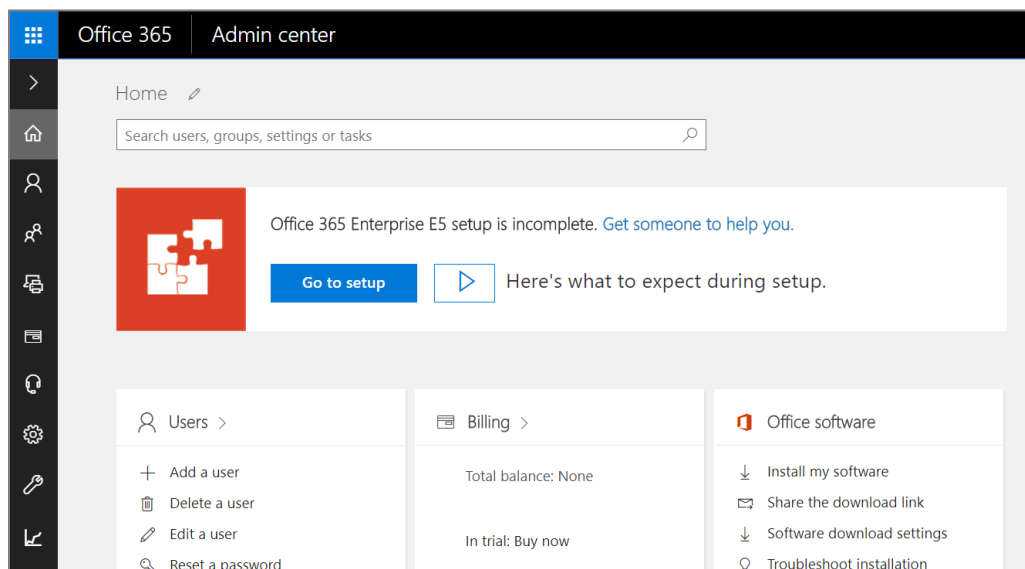 Office 365 Admin center
Home
Search users, groups, settings or tasks
Office 365 Enterprise E5 setup is incomplete. Get someone to help you.
Go to setup
Here's what to expect during setup.
Users
Add a user
Delete a user
Edit a user
Reset a password
Billing
Total balance: None
In trial: Buy now
Office software
Install my software
Share the download link
Software download settings
Troubleshoot installation